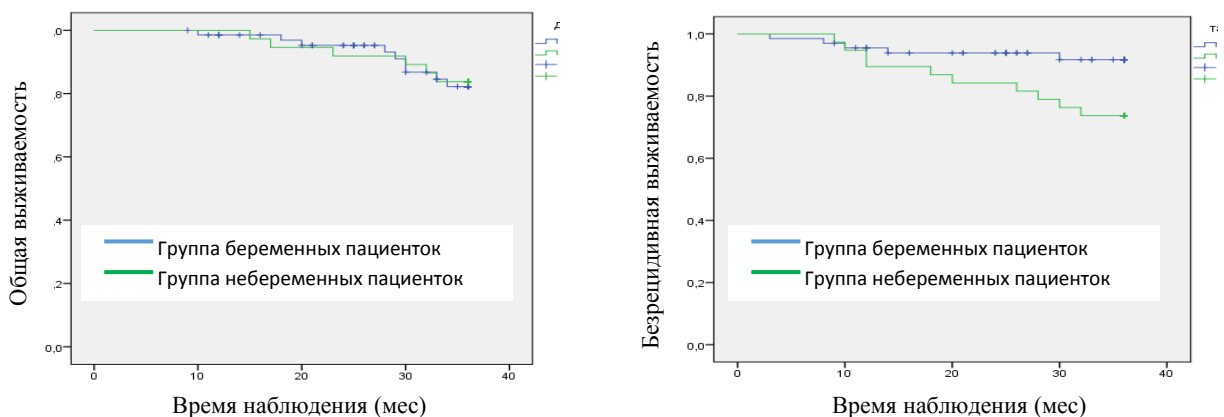 Общая выживаемость
,0
,8
,6
,4
,2
0,0
0
10
20
30
40
Время наблюдения (мес)
Группа беременных пациенток
Группа небеременных пациенток
Безрецидивная выживаемость
1,0
0,8
0,6
0,4
0,2
0,0
0
10
20
30
40
Время наблюдения (мес)
Группа беременных пациенток
Группа небеременных пациенток